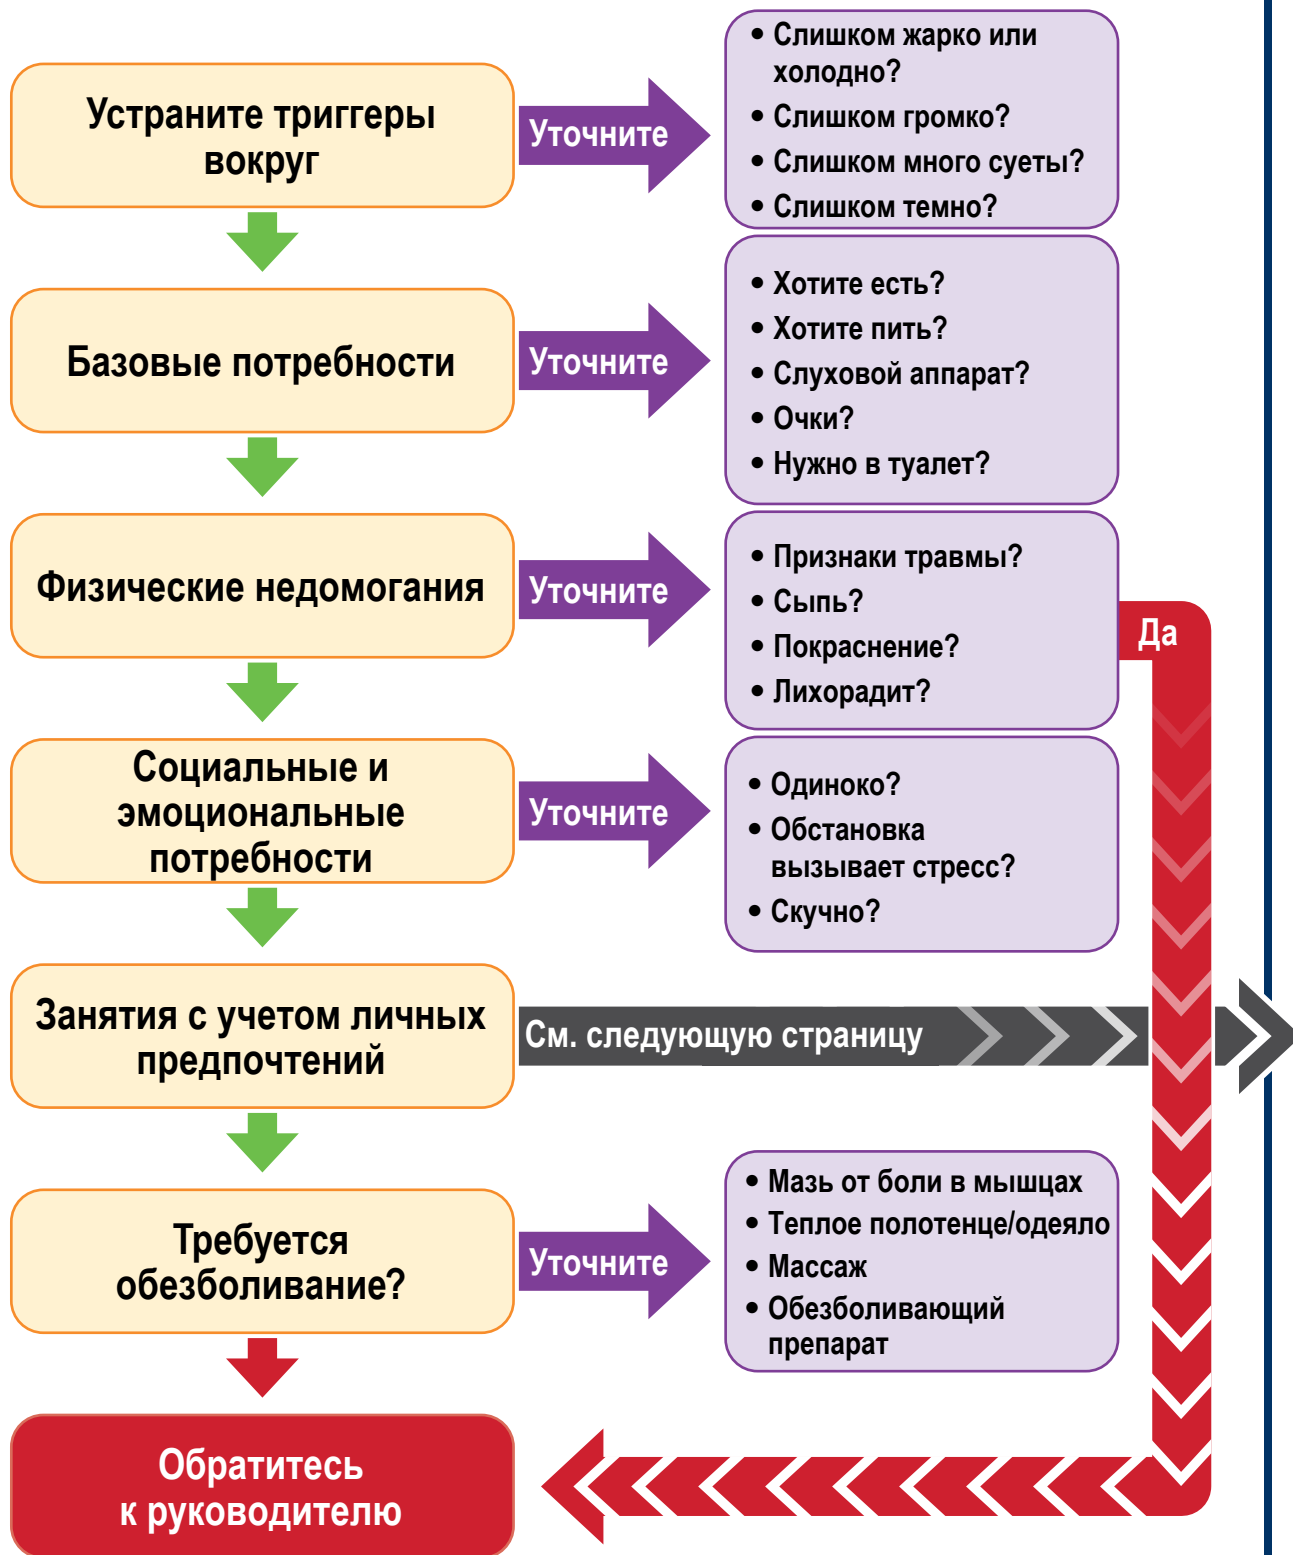 Устраните триггеры
вокруг
Уточните
• Слишком жарко или
холодно?
• Слишком громко?
• Слишком много суеты?
• Слишком темно?
Базовые потребности
Уточните
• Хотите есть?
• Хотите пить?
• Слуховой аппарат?
• Очки?
• Нужно в туалет?
Физические недомогания
Уточните
• Признаки травмы?
• Сыпь?
• Покраснение?
• Лихорадит?
Да
Социальные и
эмоциональные
потребности
Уточните
• Одиноко?
• Обстановка
вызывает стресс?
• Скучно?
Занятия с учетом личных
предпочтений
См. следующую страницу
Требуется
обезболивание?
Уточните
• Мазь от боли в мышцах
• Теплое полотенце/одеяло
• Массаж
• Обезболивающий
препарат
Обратитесь
к руководителю